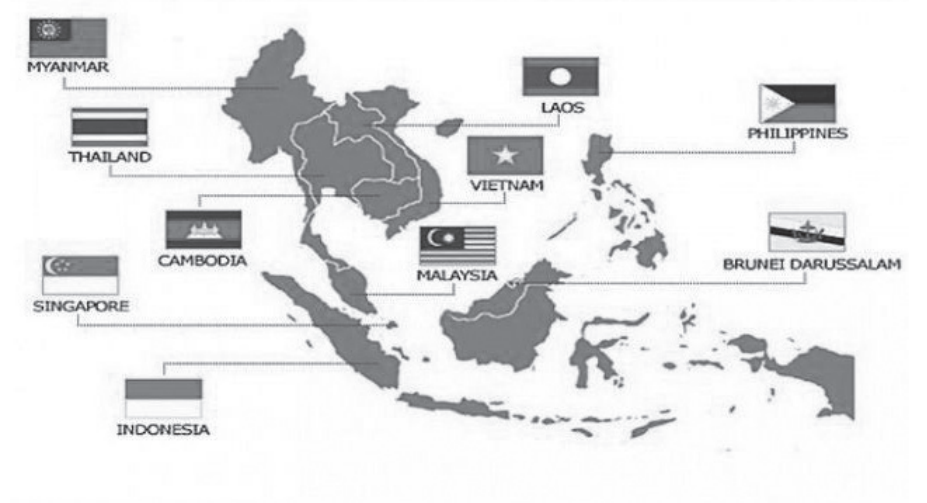 MYANMAR
LAOS
PHILIPPINES
THAILAND
VIETNAM
CAMBODIA
MALAYSIA
BRUNEI DARUSSALAM
SINGAPORE
INDONESIA